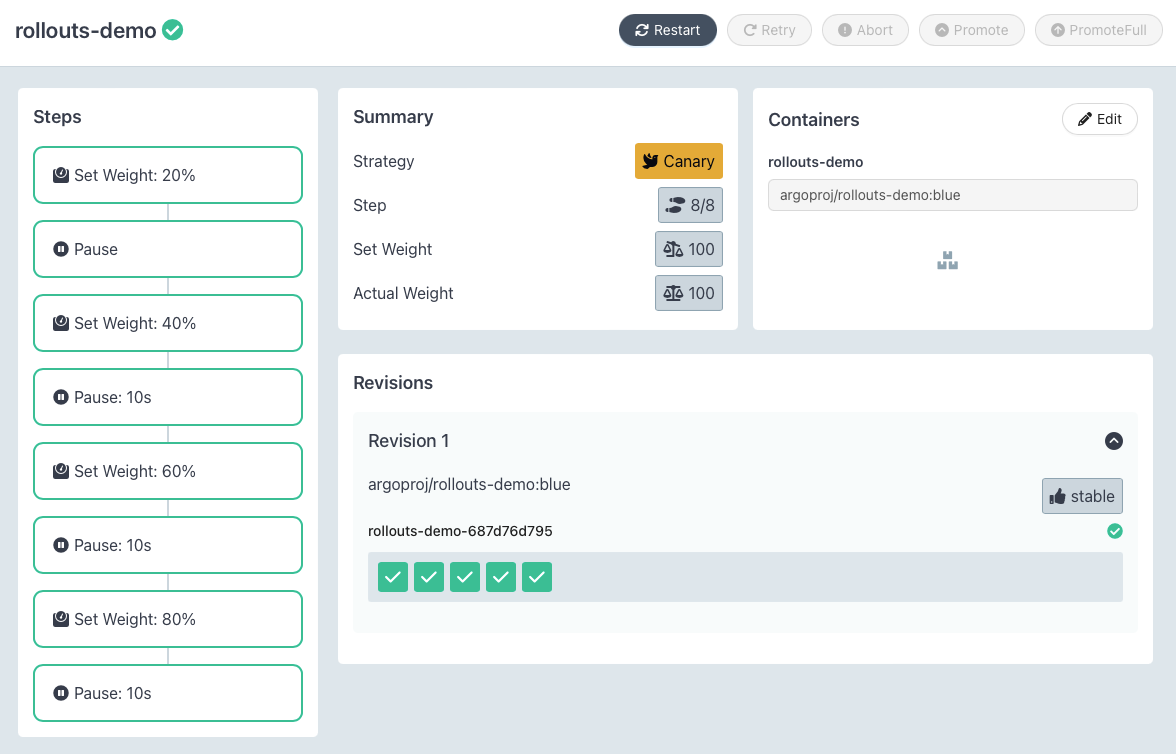 rollouts-demo
Restart
Retry
Abort
Promote
PromoteFull
Steps
Set Weight: 20%
Pause
Set Weight: 40%
Pause: 10s
Set Weight: 60%
Pause: 10s
Set Weight: 80%
Pause: 10s
Summary
Strategy Canary
Step 8/8
Set Weight 100
Actual Weight 100
Containers
Edit
rollouts-demo
argoproj/rollouts-demo:blue
Revisions
Revision 1
argoproj/rollouts-demo:blue
stable
rollouts-demo-687d76d795